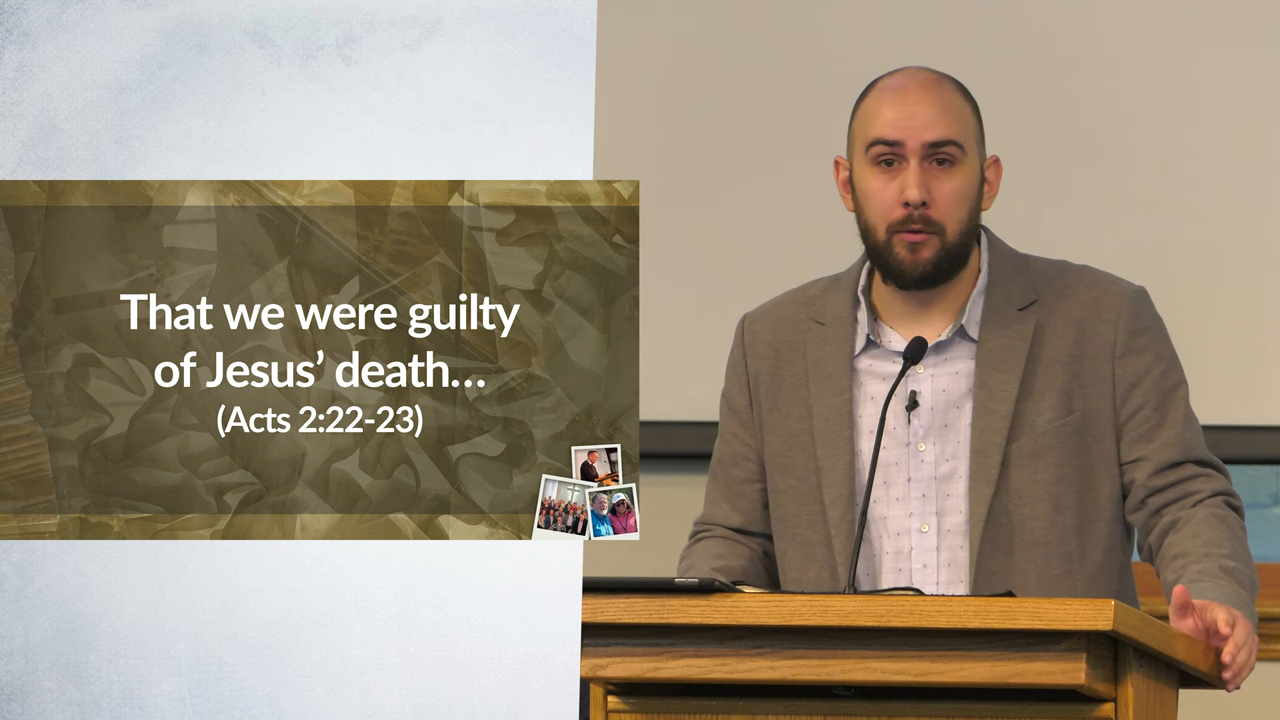 That we were guilty
of Jesus’ death...
(Acts 2:22-23)